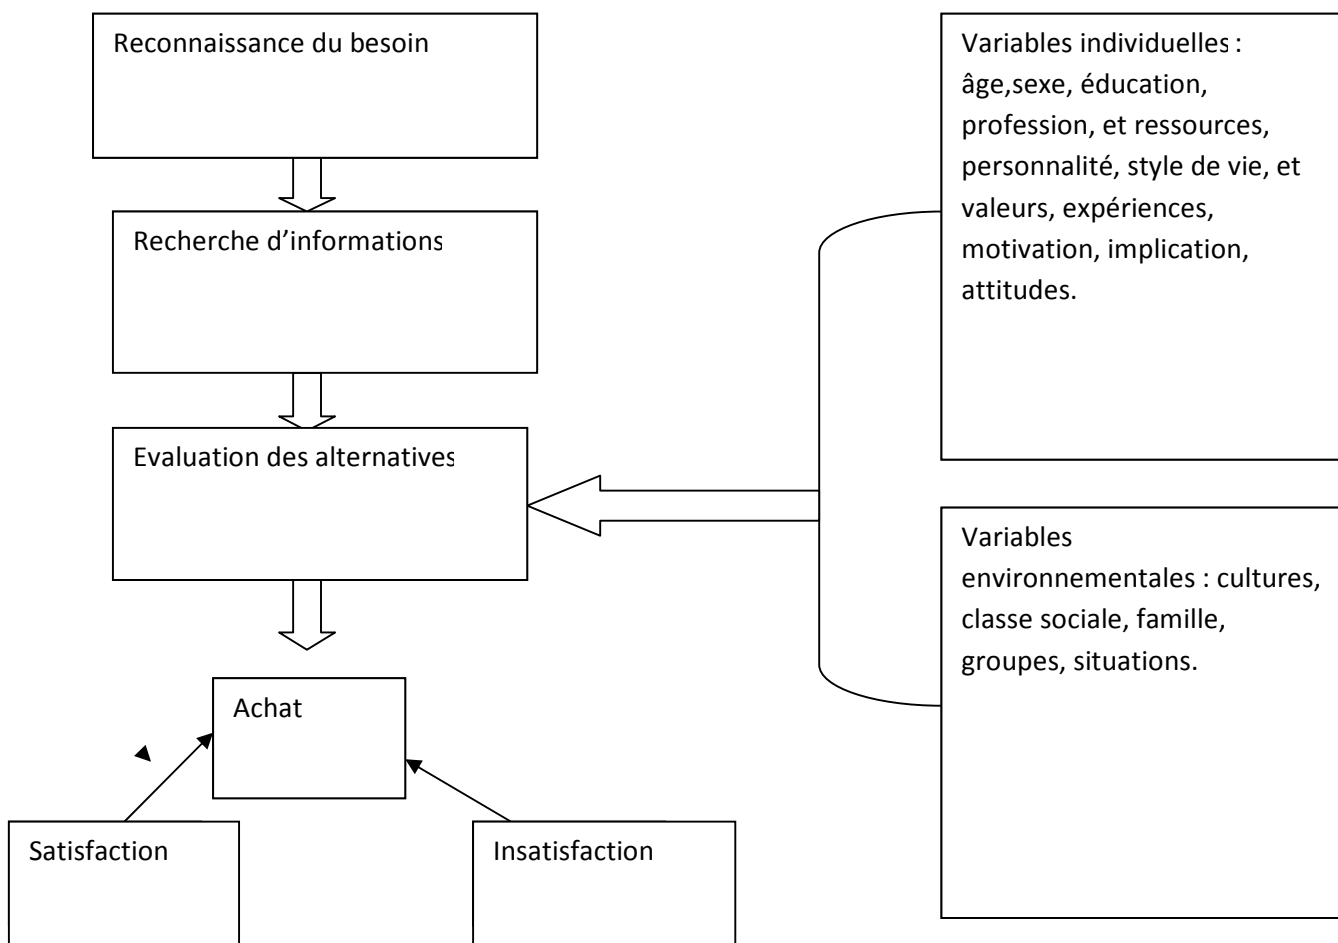 Reconnaissance du besoin
Recherche d’informations
Evaluation des alternatives
Achat
Satisfaction
Insatisfaction
Variables individuelles :
âge,sexe, éducation,
profession, et ressources,
personnalité, style de vie, et
valeurs, expériences,
motivation, implication,
attitudes.
Variables
environnementales : cultures,
classe sociale, famille,
groupes, situations.